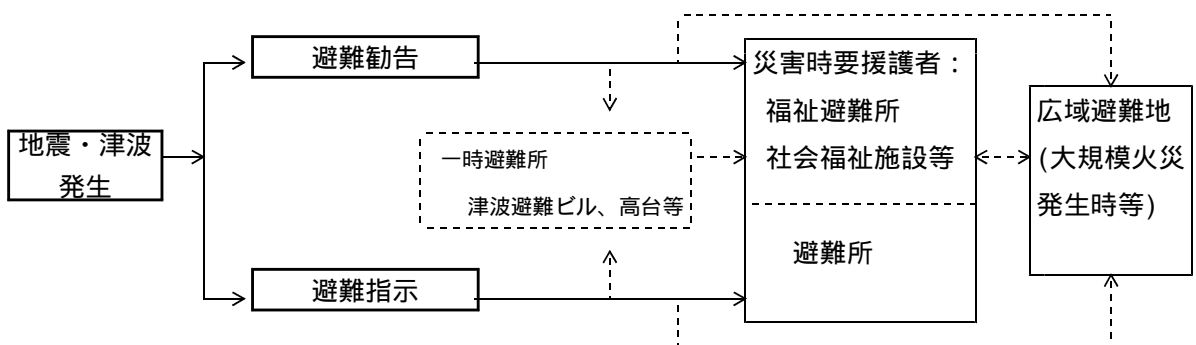 避難勧告
地震・津波
発生
一時避難所
津波避難ビル、高台等
避難指示
災害時要援護者：
福祉避難所
社会福祉施設等
避難所
広域避難地
(大規模火災
発生時等)